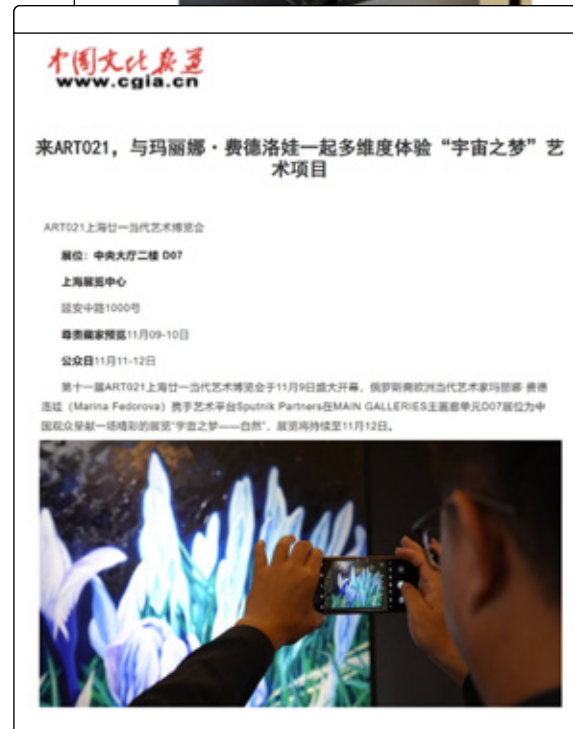 中国文化报道
www.cgia.cn
来ART021，与玛丽娜·费德洛娃一起多维度体验“宇宙之梦”艺
术项目
ART021上海廿一当代艺术博览会
展位：中央大厅二楼 D07
上海展览中心
延安中路1000号
尊贵藏家预览11月09-10日
公众日11月11-12日
第十一届ART021上海廿一当代艺术博览会于11月9日盛大开幕，俄罗斯裔欧洲当代艺术家玛丽娜·费德
洛娃（Marina Fedorova）携手艺术平台Sputnik Partners在MAIN GALLERIES主画廊单元D07展位为中
国观众呈献一场精彩的展览“宇宙之梦——自然”，展览将持续至11月12日。